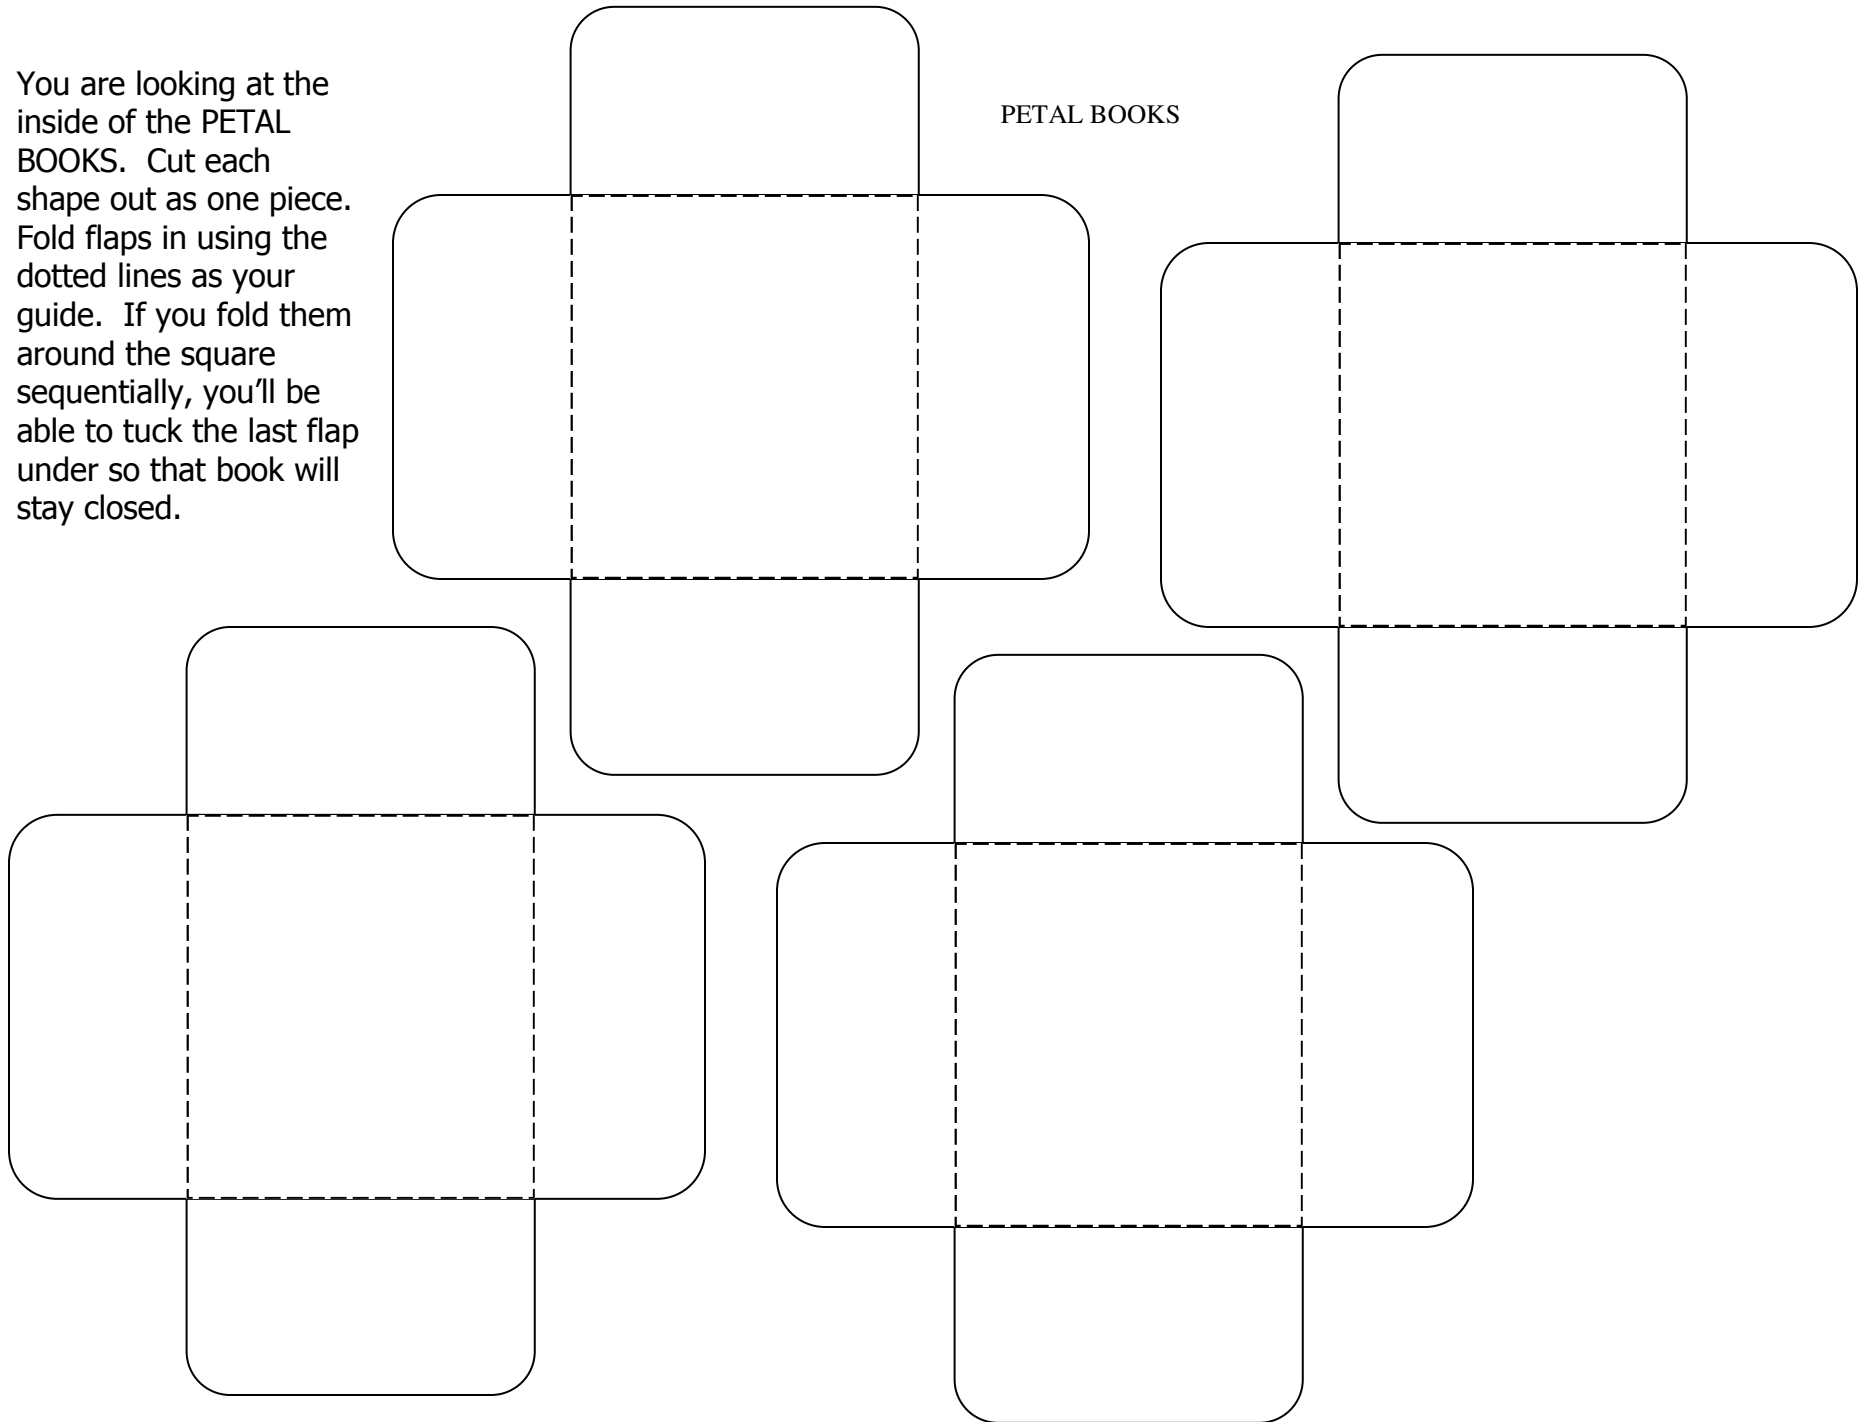 You are looking at the
inside of the PETAL
BOOKS.  Cut each
shape out as one piece.
Fold flaps in using the
dotted lines as your
guide.  If you fold them
around the square
sequentially, you’ll be
able to tuck the last flap
under so that book will
stay closed.
PETAL BOOKS